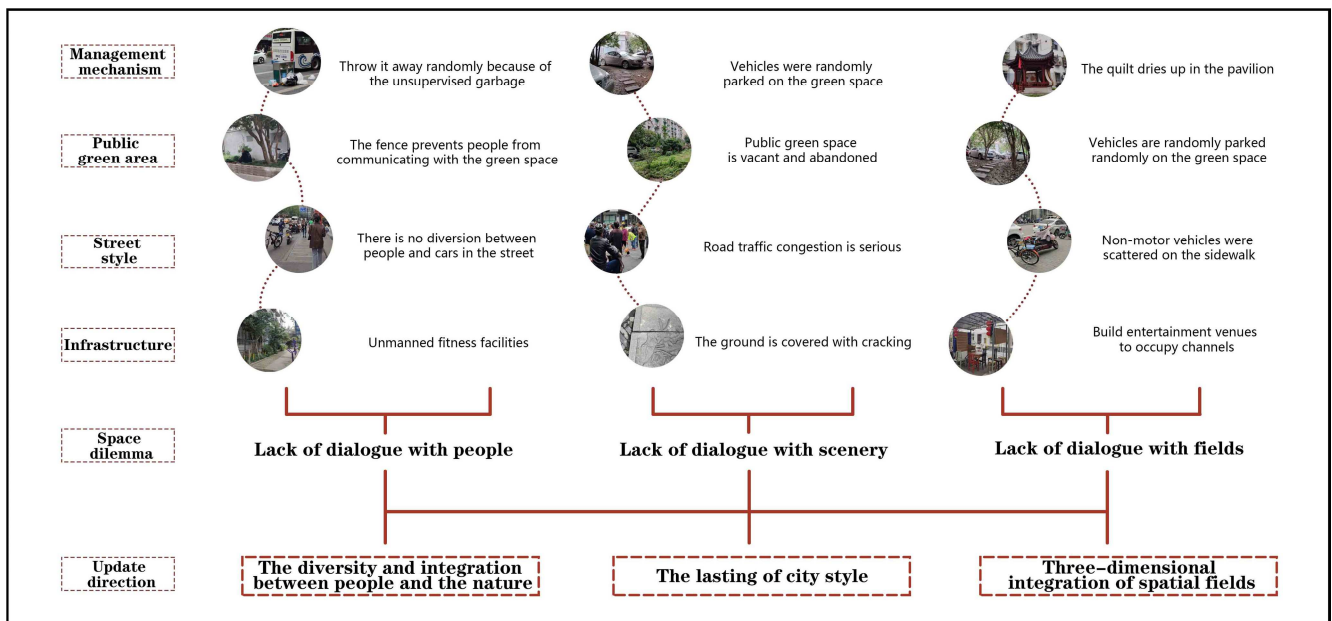 Management
mechanism
Throw it away randomly because of
the unsupervised garbage
Vehicles were randomly
parked on the green space
The quilt dries up in the pavilion
Public
green area
The fence prevents people from
communicating with the green space
Public green space
is vacant and abandoned
Vehicles are randomly parked
randomly on the green space
Street
style
There is no diversion between
people and cars in the street
Road traffic congestion is serious
Non-motor vehicles were
scattered on the sidewalk
Infrastructure
Unmanned fitness facilities
The ground is covered with cracking
Build entertainment venues
to occupy channels
Space
dilemma
Lack of dialogue with people
Lack of dialogue with scenery
Lack of dialogue with fields
Update
direction
The diversity and integration
between people and the nature
The lasting of city style
Three-dimensional
integration of spatial fields